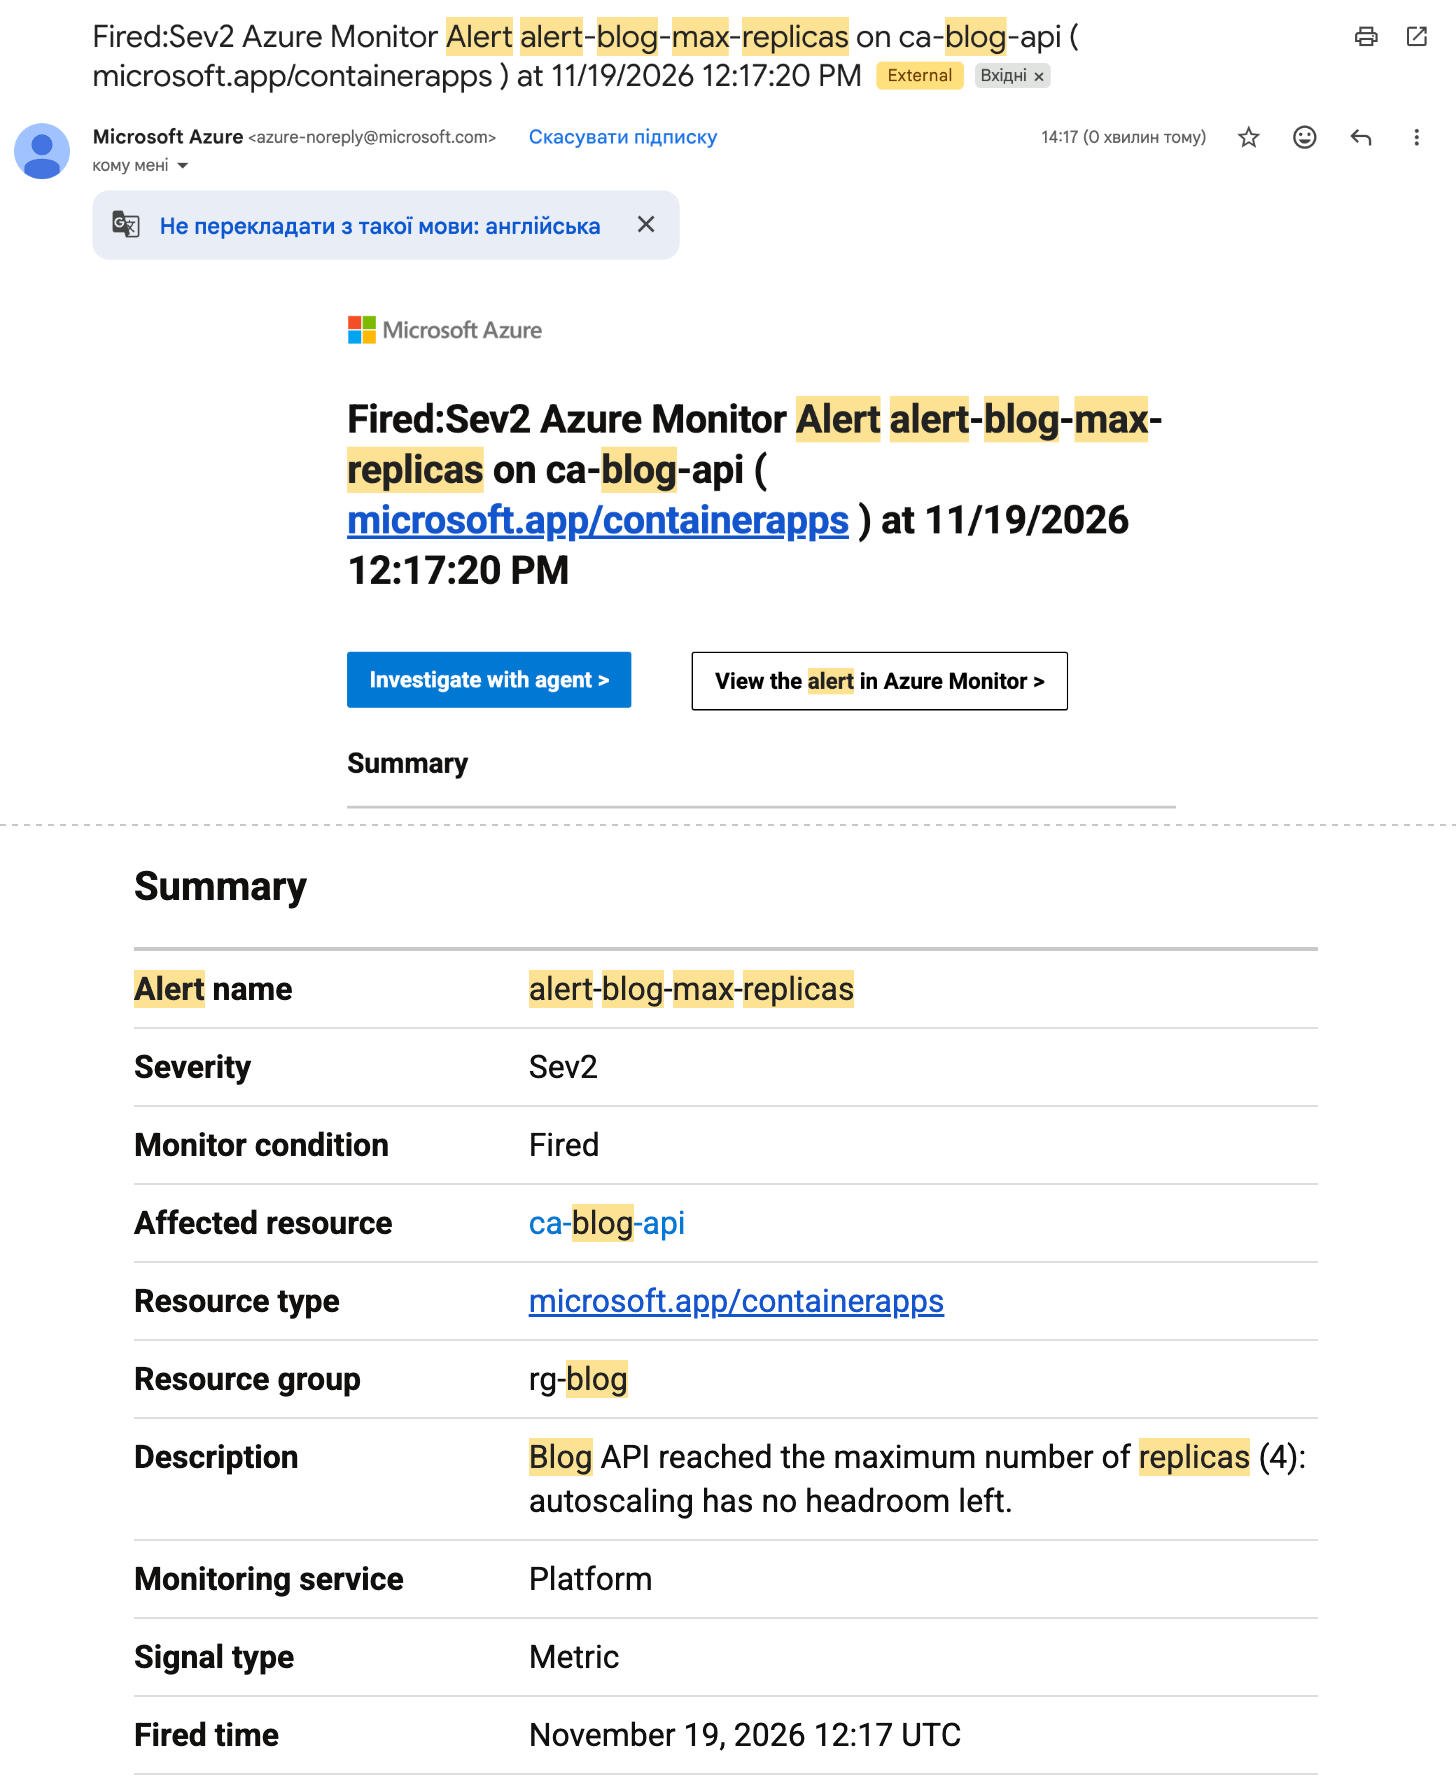 Fired:Sev2 Azure Monitor Alert alert-blog-max-replicas on ca-blog-api (
microsoft.app/containerapps ) at 11/19/2026 12:17:20 PM External Вхідні ×
Microsoft Azure <azure-noreply@microsoft.com> Скасувати підписку 14:17 (0 хвилин тому)
кому мені
Не перекладати з такої мови: англійська
Microsoft Azure
Fired:Sev2 Azure Monitor Alert alert-blog-max-
replicas on ca-blog-api (
microsoft.app/containerapps ) at 11/19/2026
12:17:20 PM
Investigate with agent > View the alert in Azure Monitor >
Summary
Summary
Alert name alert-blog-max-replicas
Severity Sev2
Monitor condition Fired
Affected resource ca-blog-api
Resource type microsoft.app/containerapps
Resource group rg-blog
Description Blog API reached the maximum number of replicas (4):
autoscaling has no headroom left.
Monitoring service Platform
Signal type Metric
Fired time November 19, 2026 12:17 UTC